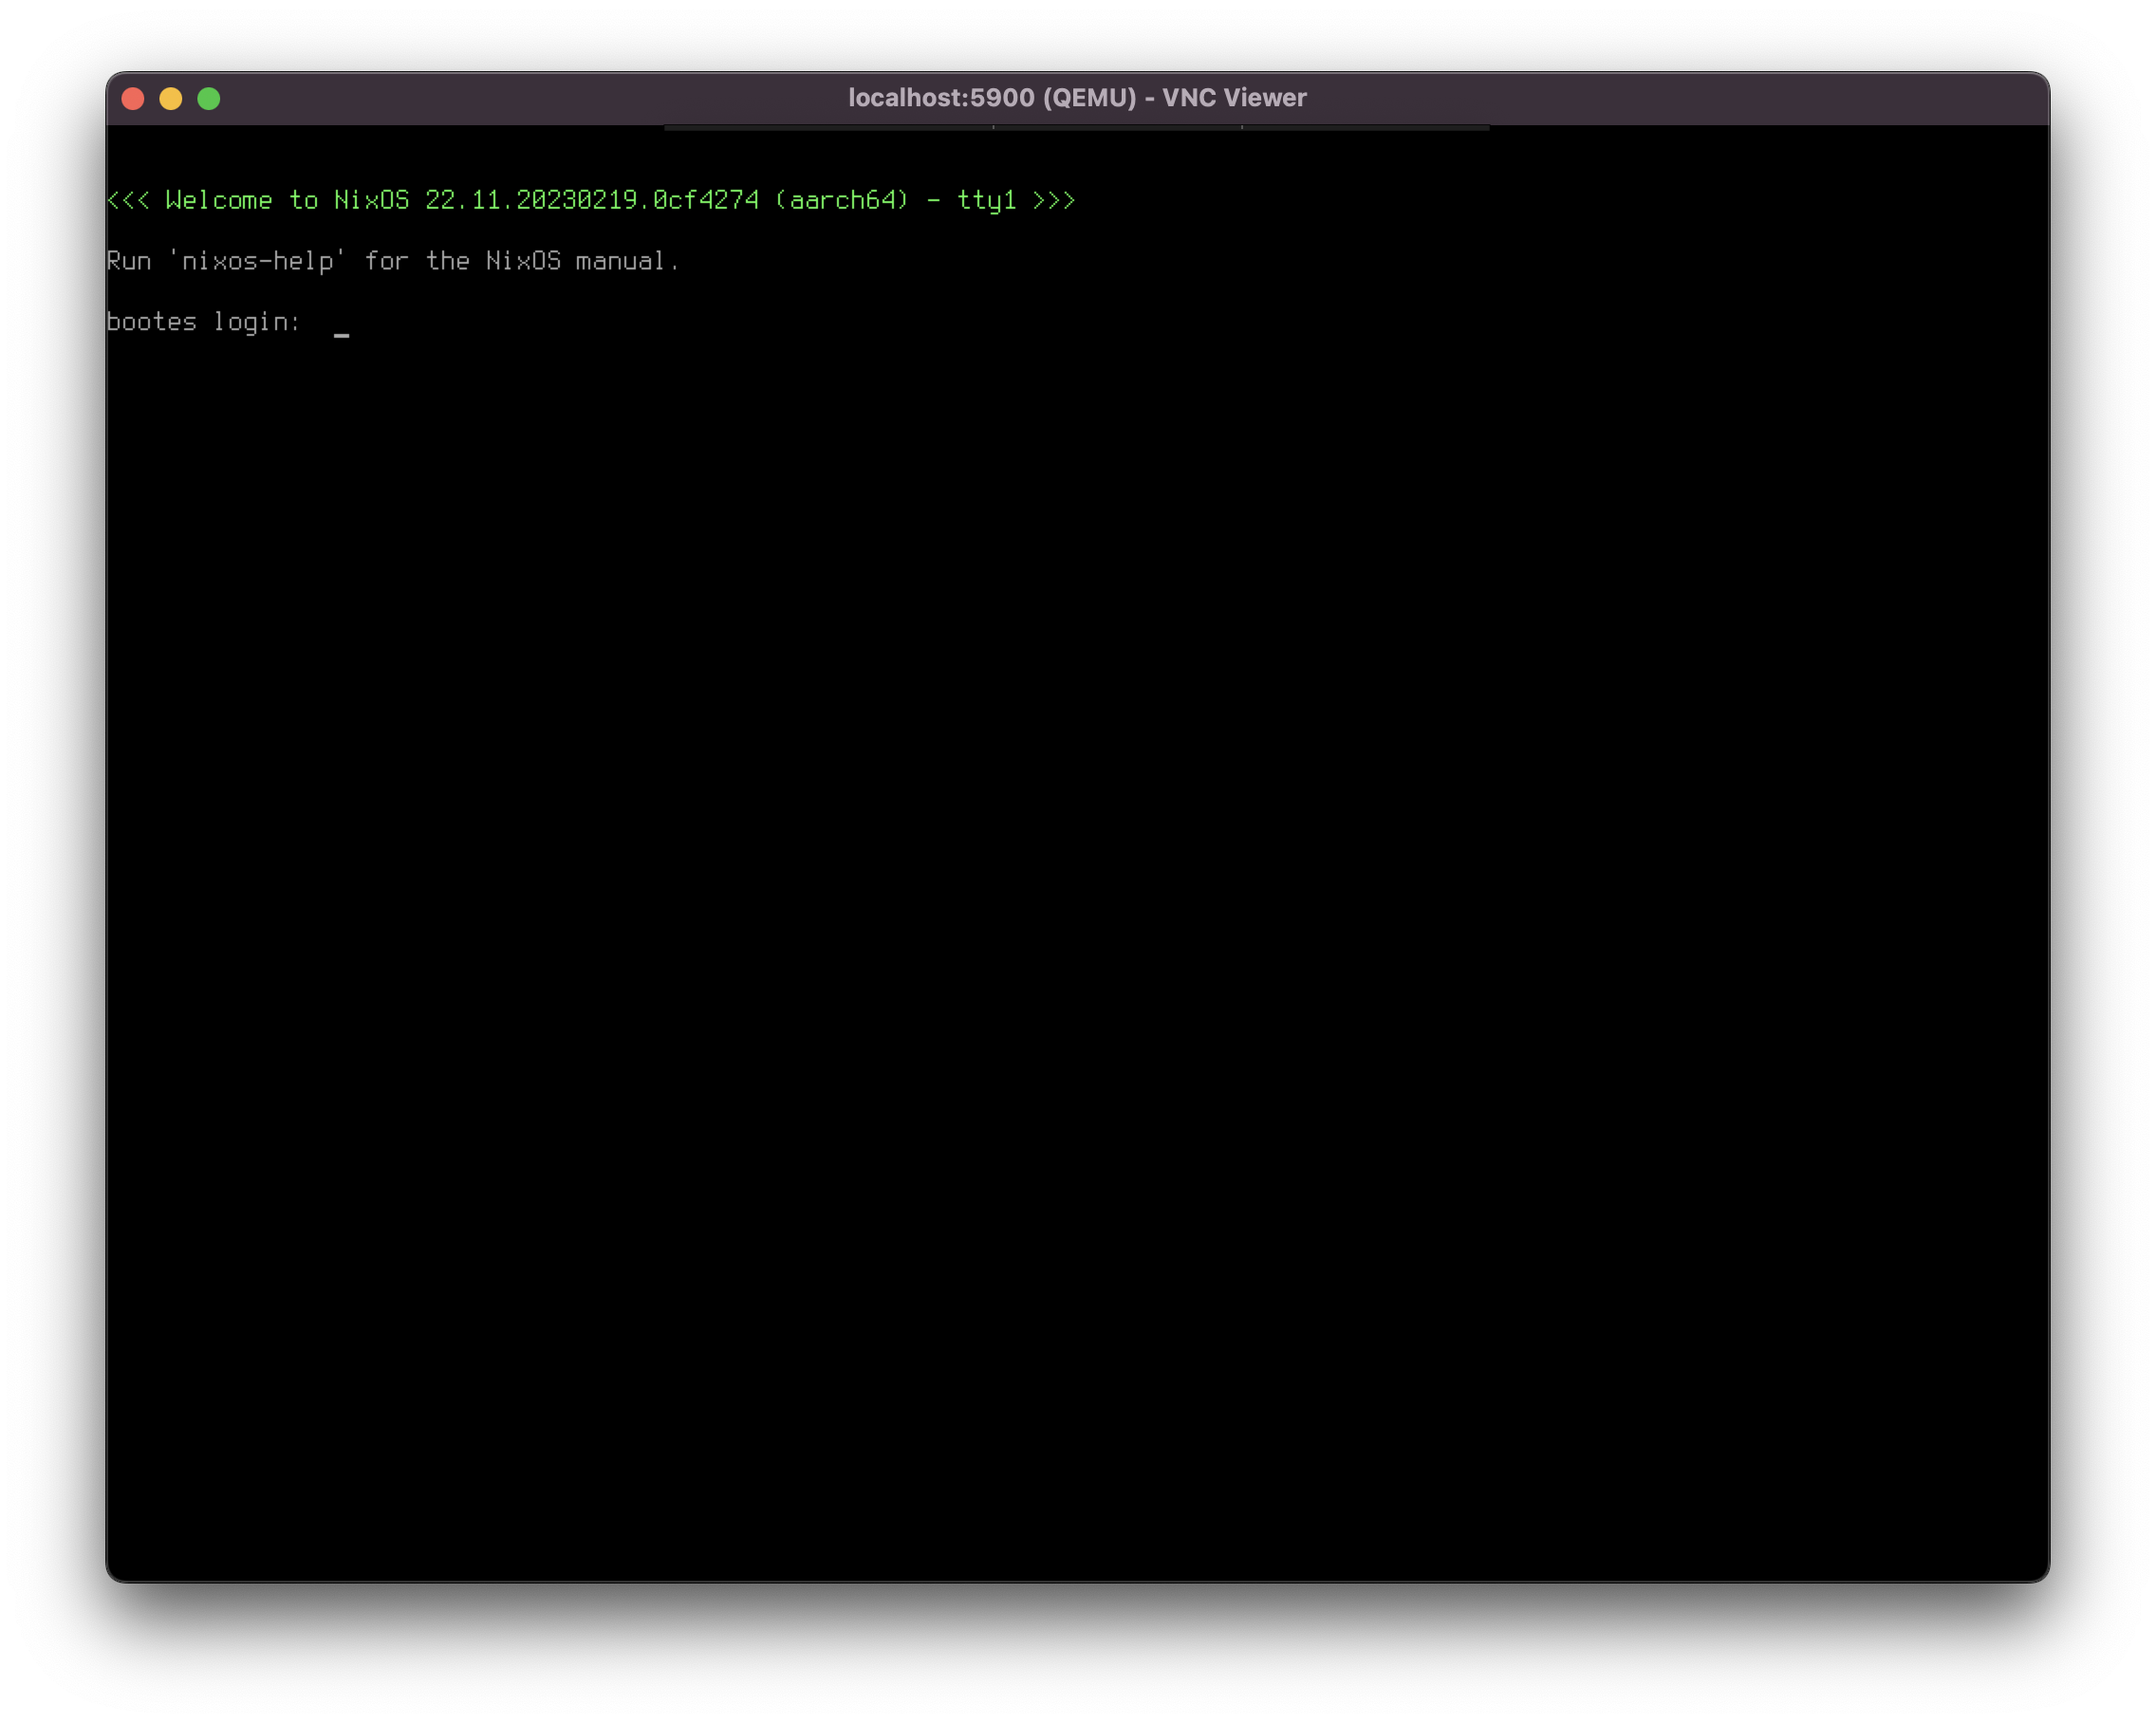 localhost:5900 (QEMU) - VNC Viewer
<<< Welcome to NixOS 22.11.20230219.0cf4274 (aarch64) - tty1 >>>
Run 'nixos-help' for the NixOS manual.
bootes login: _